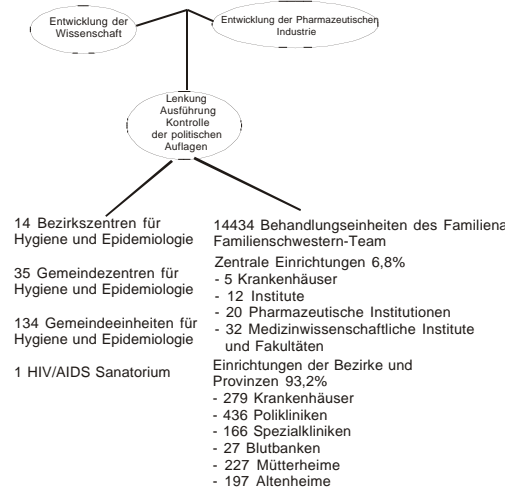 Entwicklung der
Wissenschaft
Entwicklung der Pharmazeutischen
Industrie
Lenkung
Ausführung
Kontrolle
der politischen
Auflagen
14 Bezirkszentren für
Hygiene und Epidemiologie
35 Gemeindezentren für
Hygiene und Epidemiologie
134 Gemeindeeinheiten für
Hygiene und Epidemiologie
1 HIV/AIDS Sanatorium
14434 Behandlungseinheiten des Familiena
Familienschwestern-Team
Zentrale Einrichtungen 6,8%
- 5 Krankenhäuser
- 12 Institute
- 20 Pharmazeutische Institutionen
- 32 Medizinwissenschaftliche Institute
und Fakultäten
Einrichtungen der Bezirke und
Provinzen 93,2%
- 279 Krankenhäuser
- 436 Polikliniken
- 166 Spezialkliniken
- 27 Blutbanken
- 227 Mütterheime
- 197 Altenheime